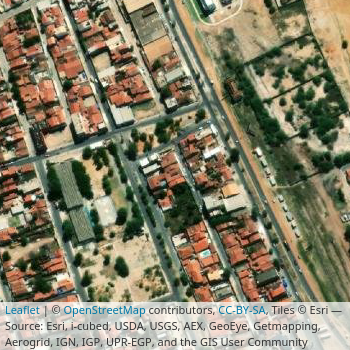 Leaflet | © OpenStreetMap contributors, CC-BY-SA, Tiles © Esri —
Source: Esri, i-cubed, USDA, USGS, AEX, GeoEye, Getmapping,
Aerogrid, IGN, IGP, UPR-EGP, and the GIS User Community